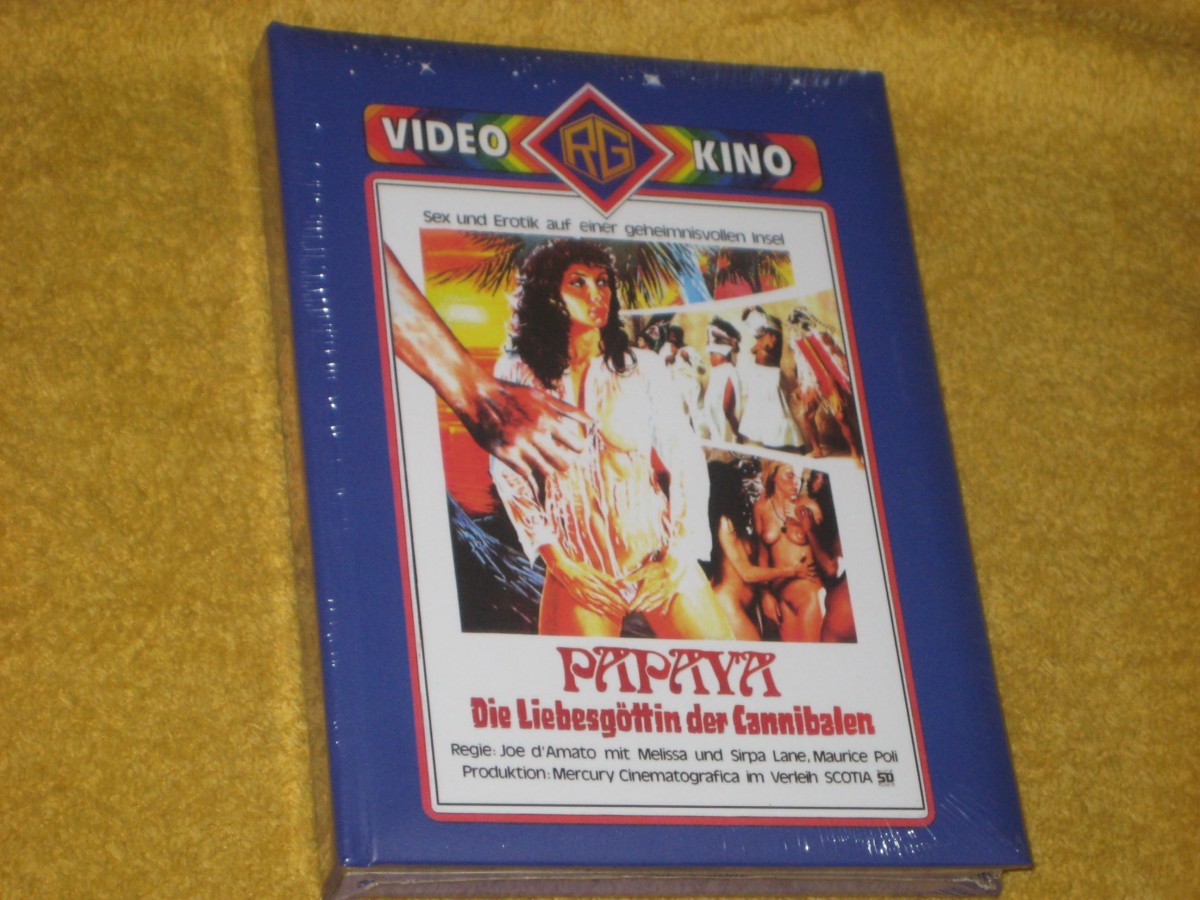 VIDEO RG KINO
Sex und Erotik auf einer geheimnisvollen Insel
PAPAYA
Die Liebesgöttin der Cannibalen
Regie: Joe d'Amato mit Melissa und Sirpa Lane, Maurice Poli
Produktion: Mercury Cinematografica im Verleih SCOTIA